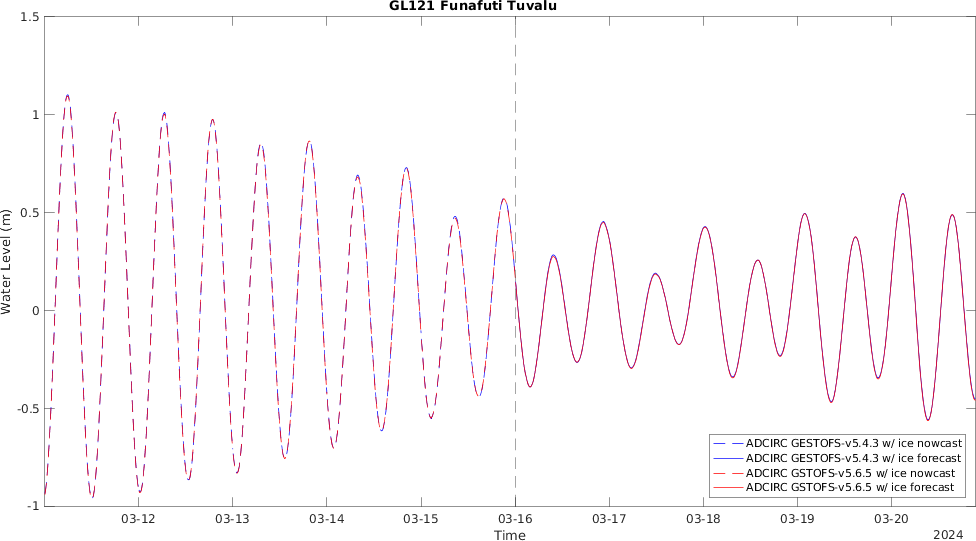 GL121 Funafuti Tuvalu
1.5
1
0.5
0
-0.5
-1
Water Level (m)
03-12 03-13 03-14 03-15 03-16 03-17 03-18 03-19 03-20
Time
2024
ADCIRC GESTOFS-v5.4.3 w/ ice nowcast
ADCIRC GESTOFS-v5.4.3 w/ ice forecast
ADCIRC GSTOFS-v5.6.5 w/ ice nowcast
ADCIRC GSTOFS-v5.6.5 w/ ice forecast